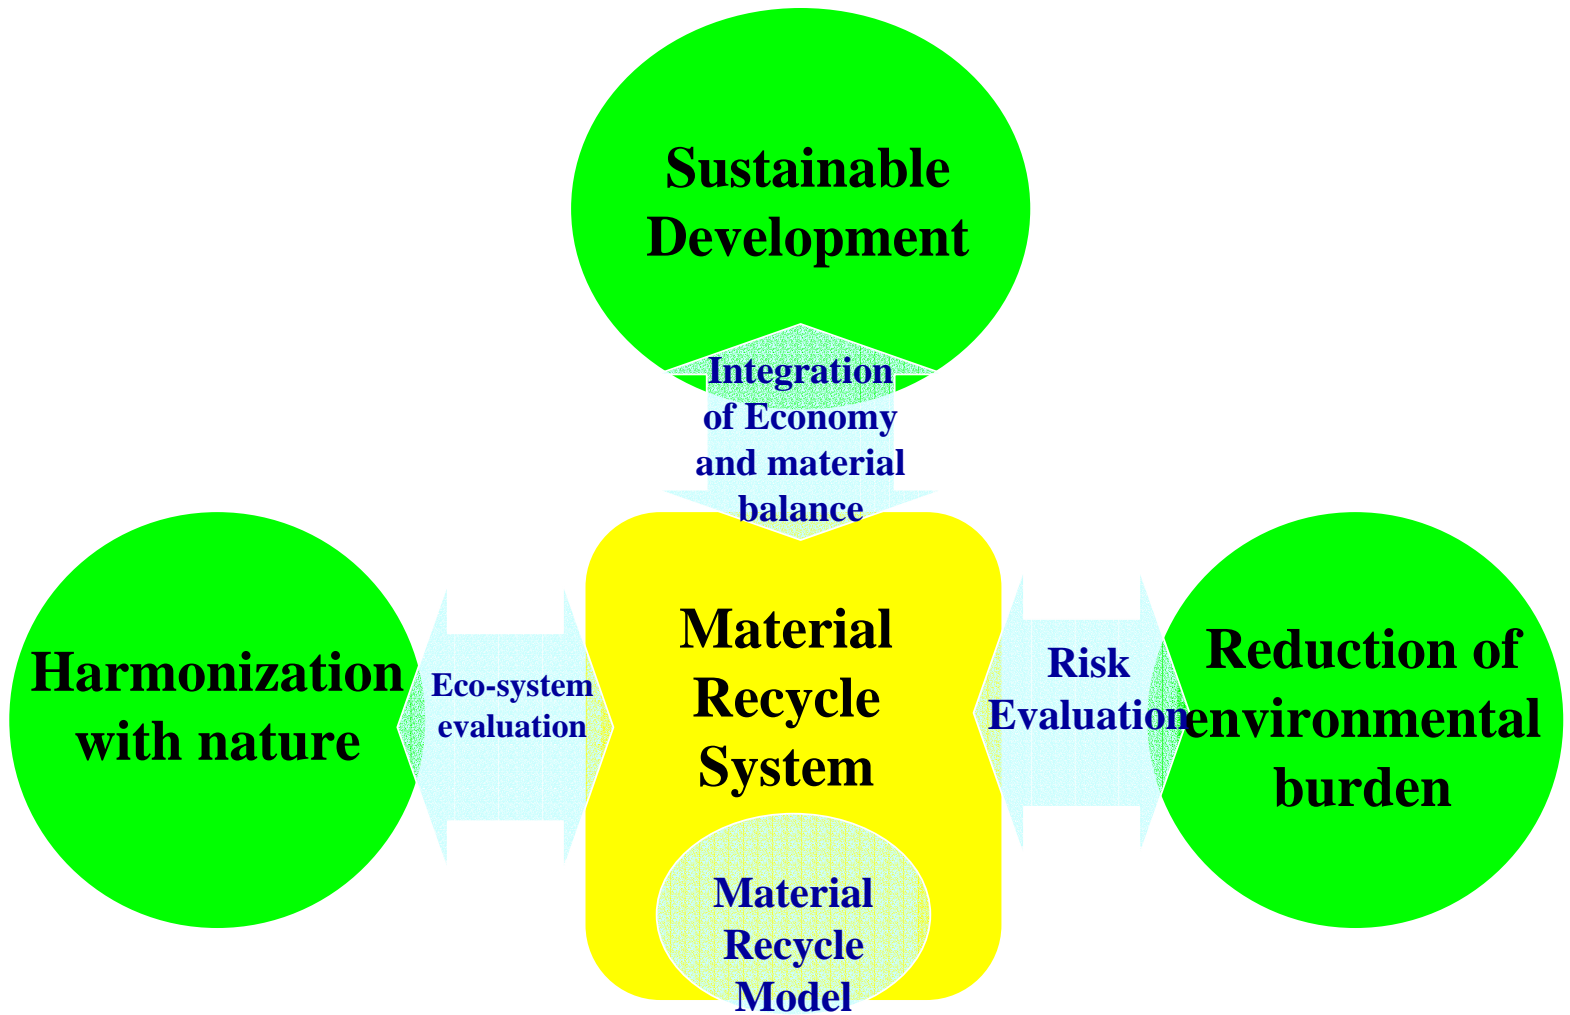 Sustainable
Development
Integration
of Economy
and material
balance
Harmonization
with nature
Eco-system
evaluation
Material
Recycle
System
Risk
Evaluation
Reduction of
environmental
burden
Material
Recycle
Model